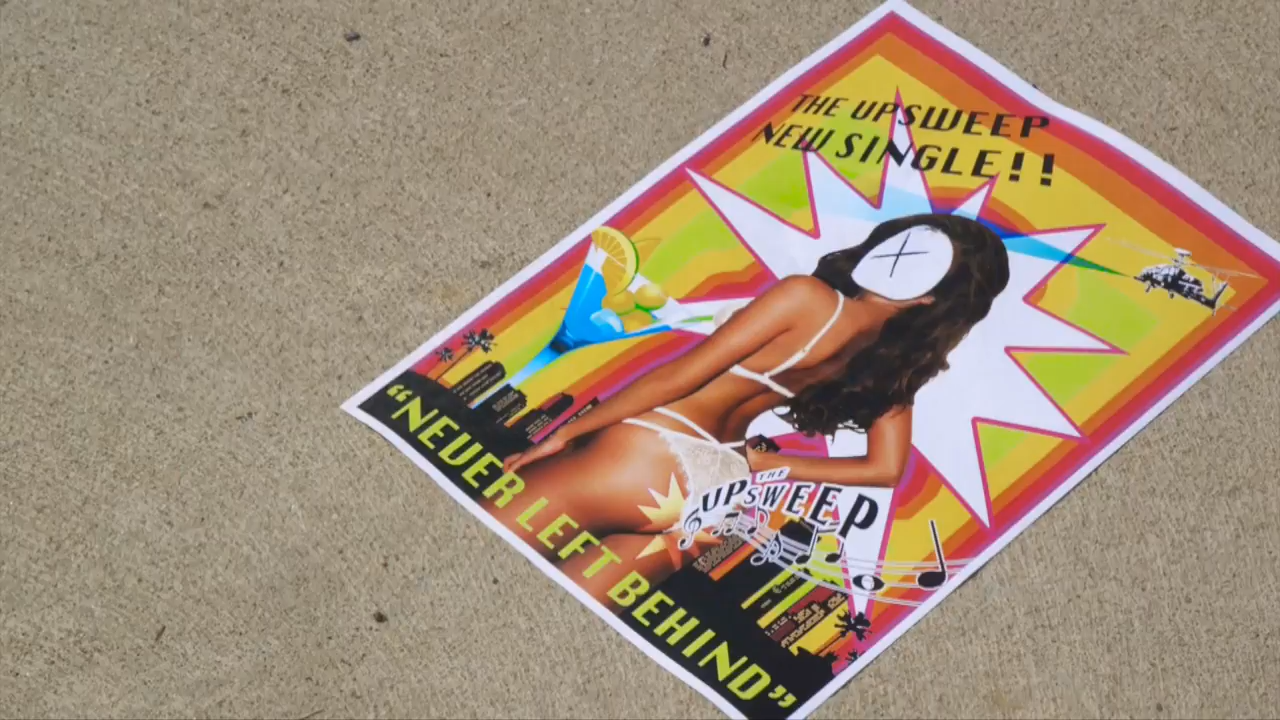 THE UPSWEEP
NEW SINGLE!!
THE
UPSWEEP
“NEVER LEFT BEHIND”